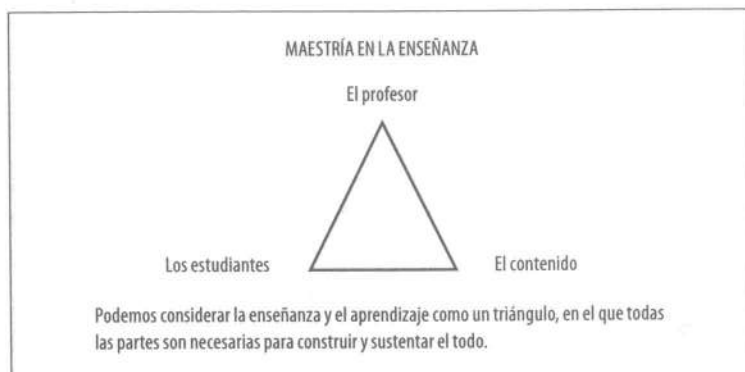 MAESTRÍA EN LA ENSEÑANZA
El profesor
Los estudiantes
El contenido
Podemos considerar la enseñanza y el aprendizaje como un triángulo, en el que todas
las partes son necesarias para construir y sustentar el todo.